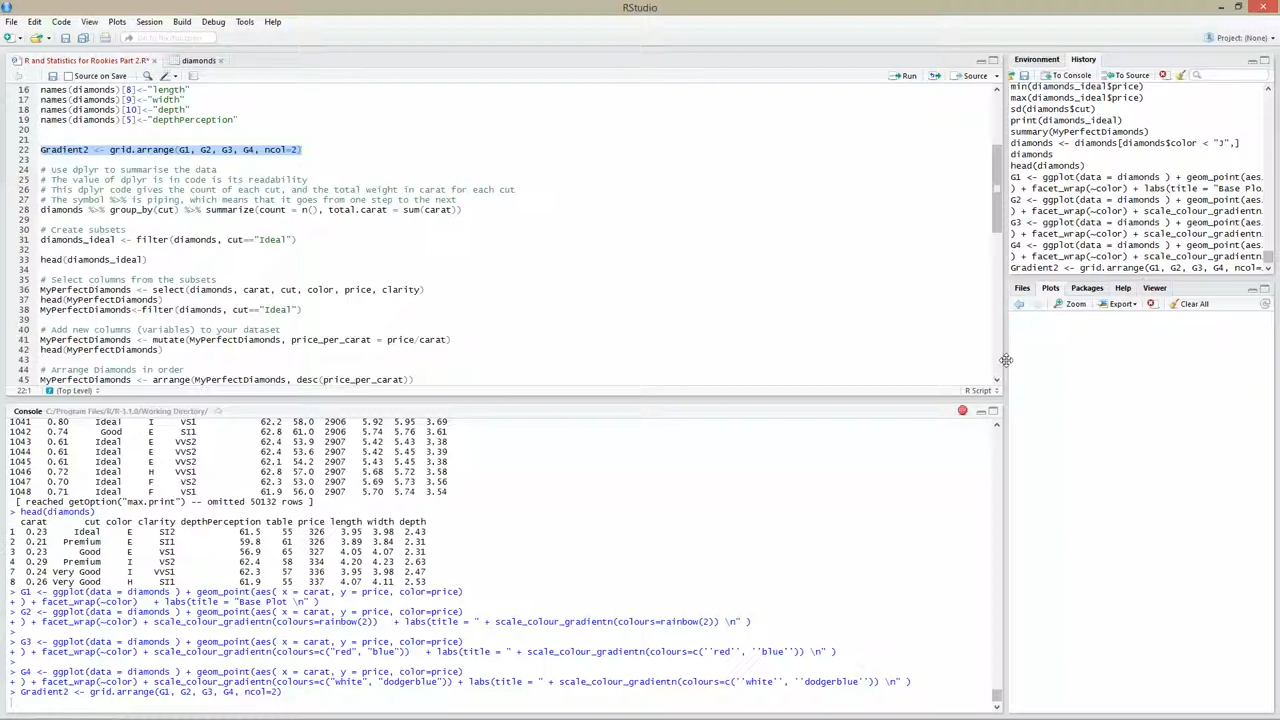 RStudio
File Edit Code View Plots Session Build Debug Tools Help
Go to file/function
Project: (None)
R and Statistics for Rookies Part 2.R*
diamonds
Source on Save
Run
Source
16 names(diamonds)[8]<-"length"
17 names(diamonds)[9]<-"width"
18 names(diamonds)[10]<-"depth"
19 names(diamonds)[5]<-"depthPerception"
20
21
22 Gradient2 <- grid.arrange(G1, G2, G3, G4, ncol=2)
23
24 # Use dplyr to summarise the data
25 # The value of dplyr is in code is its readability
26 # This dplyr code gives the count of each cut, and the total weight in carat for each cut
27 # The symbol %>% is piping, which means that it goes from one step to the next
28 diamonds %>% group_by(cut) %>% summarize(count = n(), total.carat = sum(carat))
29
30 # Create subsets
31 diamonds_ideal <- filter(diamonds, cut=="Ideal")
32
33 head(diamonds_ideal)
34
35 # Select columns from the subsets
36 MyPerfectDiamonds <- select(diamonds, carat, cut, color, price, clarity)
37 head(MyPerfectDiamonds)
38 MyPerfectDiamonds<-filter(diamonds, cut=="Ideal")
39
40 # Add new columns (variables) to your dataset
41 MyPerfectDiamonds <- mutate(MyPerfectDiamonds, price_per_carat = price/carat)
42 head(MyPerfectDiamonds)
43
44 # Arrange Diamonds in order
45 MyPerfectDiamonds <- arrange(MyPerfectDiamonds, desc(price_per_carat))
22:1 (Top Level)
R Script
Console C:/Program Files/R/R-3.1.0/Working Directory/
1041 0.80 Ideal I VS1 62.2 58.0 2906 5.92 5.95 3.69
1042 0.74 Good E SI1 62.8 61.0 2906 5.74 5.76 3.61
1043 0.61 Ideal E VVS2 62.4 53.9 2907 5.42 5.43 3.38
1044 0.61 Ideal E VVS2 62.4 53.6 2907 5.42 5.45 3.39
1045 0.61 Ideal E VVS2 62.1 54.2 2907 5.43 5.45 3.38
1046 0.72 Ideal H VVS1 62.8 57.0 2907 5.68 5.72 3.58
1047 0.70 Ideal F VS2 61.6 54.0 2907 5.69 5.73 3.56
1048 0.71 Ideal F VS1 61.9 56.0 2907 5.70 5.74 3.54
[ reached getOption("max.print") -- omitted 50132 rows ]
> head(diamonds)
carat cut color clarity depthPerception table price length width depth
1 0.23 Ideal E SI2 61.5 55 326 3.95 3.98 2.43
2 0.21 Premium E SI1 59.8 61 326 3.89 3.84 2.31
3 0.23 Good E VS1 56.9 65 327 4.05 4.07 2.31
4 0.29 Premium I VS2 62.4 58 334 4.20 4.23 2.63
7 0.24 Very Good I VVS1 62.3 57 336 3.95 3.98 2.47
8 0.26 Very Good H SI1 61.9 55 337 4.07 4.11 2.53
> G1 <- ggplot(data = diamonds ) + geom_point(aes( x = carat, y = price, color=price)
+ ) + facet_wrap(~color) + labs(title = "Base Plot \n" )
> G2 <- ggplot(data = diamonds ) + geom_point(aes( x = carat, y = price, color=price)
+ ) + facet_wrap(~color) + scale_colour_gradientn(colours=rainbow(2)) + labs(title = " + scale_colour_gradientn(colours=rainbow(2)) \n" )
>
> G3 <- ggplot(data = diamonds ) + geom_point(aes( x = carat, y = price, color=price)
+ ) + facet_wrap(~color) + scale_colour_gradientn(colours=c("red", "blue")) + labs(title = " + scale_colour_gradientn(colours=c(''red'', ''blue'')) \n" )
>
> G4 <- ggplot(data = diamonds ) + geom_point(aes( x = carat, y = price, color=price)
+ ) + facet_wrap(~color) + scale_colour_gradientn(colours=c("white", "dodgerblue")) + labs(title = " + scale_colour_gradientn(colours=c(''white'', ''dodgerblue'')) \n" )
> Gradient2 <- grid.arrange(G1, G2, G3, G4, ncol=2)
Environment History
To Console To Source
min(diamonds_ideal$price)
max(diamonds_ideal$price)
sd(diamonds$cut)
print(diamonds_ideal)
summary(MyPerfectDiamonds)
diamonds <- diamonds[diamonds$color < "J",]
diamonds
head(diamonds)
G1 <- ggplot(data = diamonds ) + geom_point(aes.
) + facet_wrap(~color) + labs(title = "Base Plo.
G2 <- ggplot(data = diamonds ) + geom_point(aes.
) + facet_wrap(~color) + scale_colour_gradientn.
G3 <- ggplot(data = diamonds ) + geom_point(aes.
) + facet_wrap(~color) + scale_colour_gradientn.
G4 <- ggplot(data = diamonds ) + geom_point(aes.
) + facet_wrap(~color) + scale_colour_gradientn.
Gradient2 <- grid.arrange(G1, G2, G3, G4, ncol=.
Files Plots Packages Help Viewer
Zoom Export Clear All